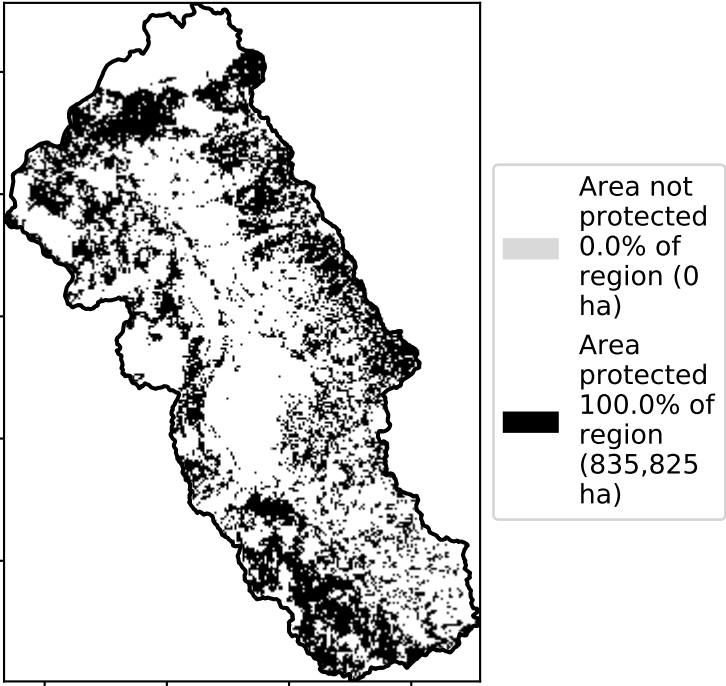 Area not
protected
0.0% of
region (0
ha)
Area
protected
100.0% of
region
(835,825
ha)